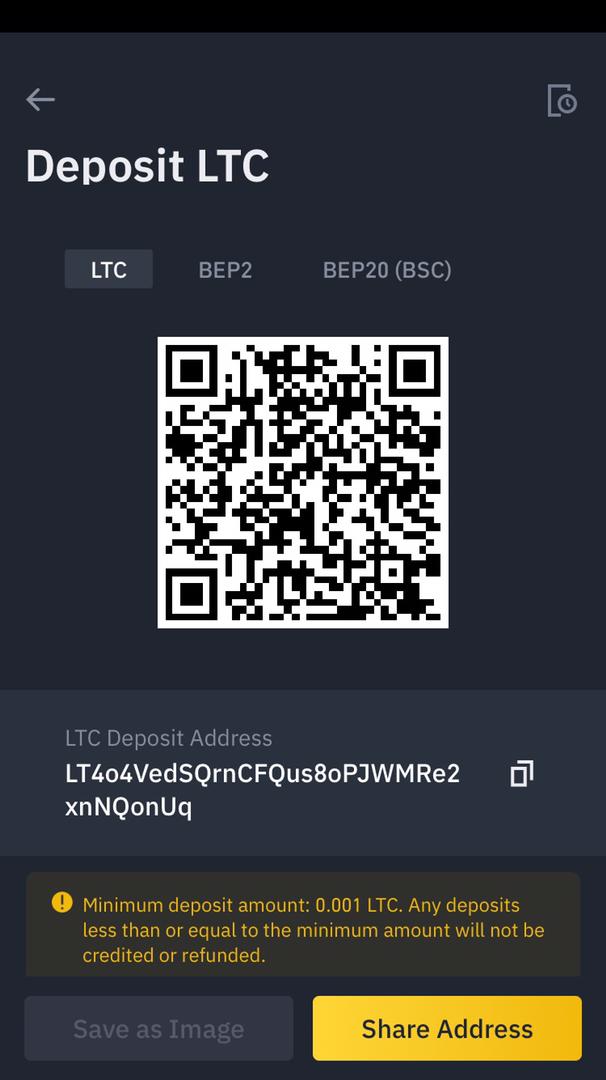 Deposit LTC
LTC
BEP2
BEP20 (BSC)
LTC Deposit Address
LT4o4VedSQrnCFQus8oPJWMRe2
xnNQonUq
Minimum deposit amount: 0.001 LTC. Any deposits
less than or equal to the minimum amount will not be
credited or refunded.
Save as Image
Share Address